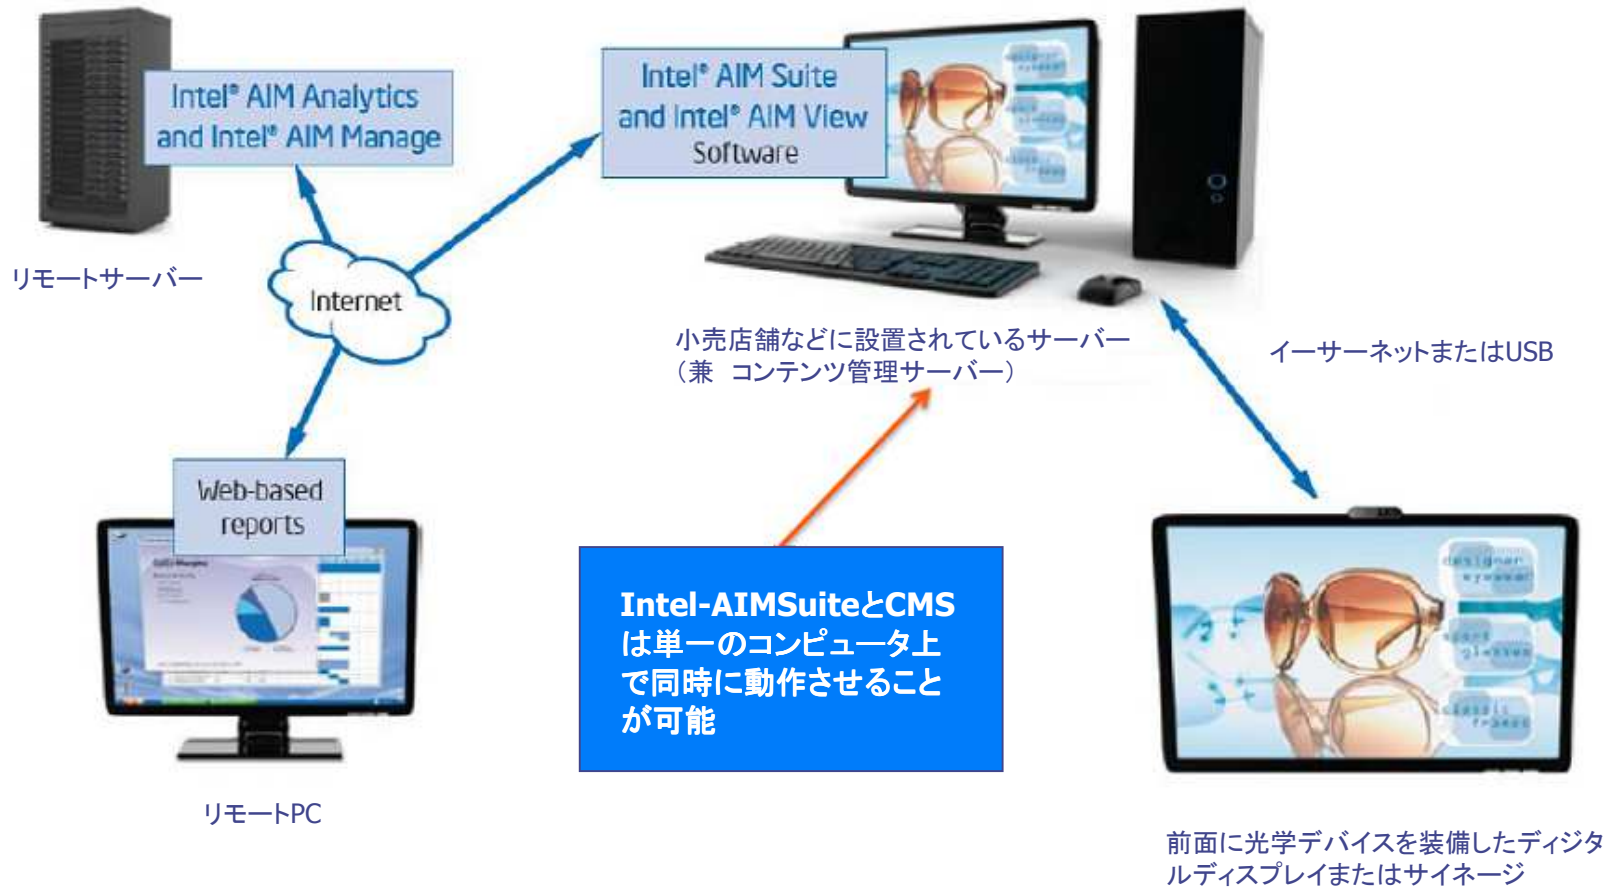 Intel® AIM Analytics
and Intel® AIM Manage
Intel® AIM Suite
and Intel® AIM View
Software
リモートサーバー
Internet
小売店舗などに設置されているサーバー
（兼　コンテンツ管理サーバー）
イーサーネットまたはUSB
Web-based
reports
Intel-AIMSuiteとCMS
は単一のコンピュータ上
で同時に動作させること
が可能
designer
eyewear
sport
glasses
classic
frames
リモートPC
前面に光学デバイスを装備したディジタ
ルディスプレイまたはサイネージ